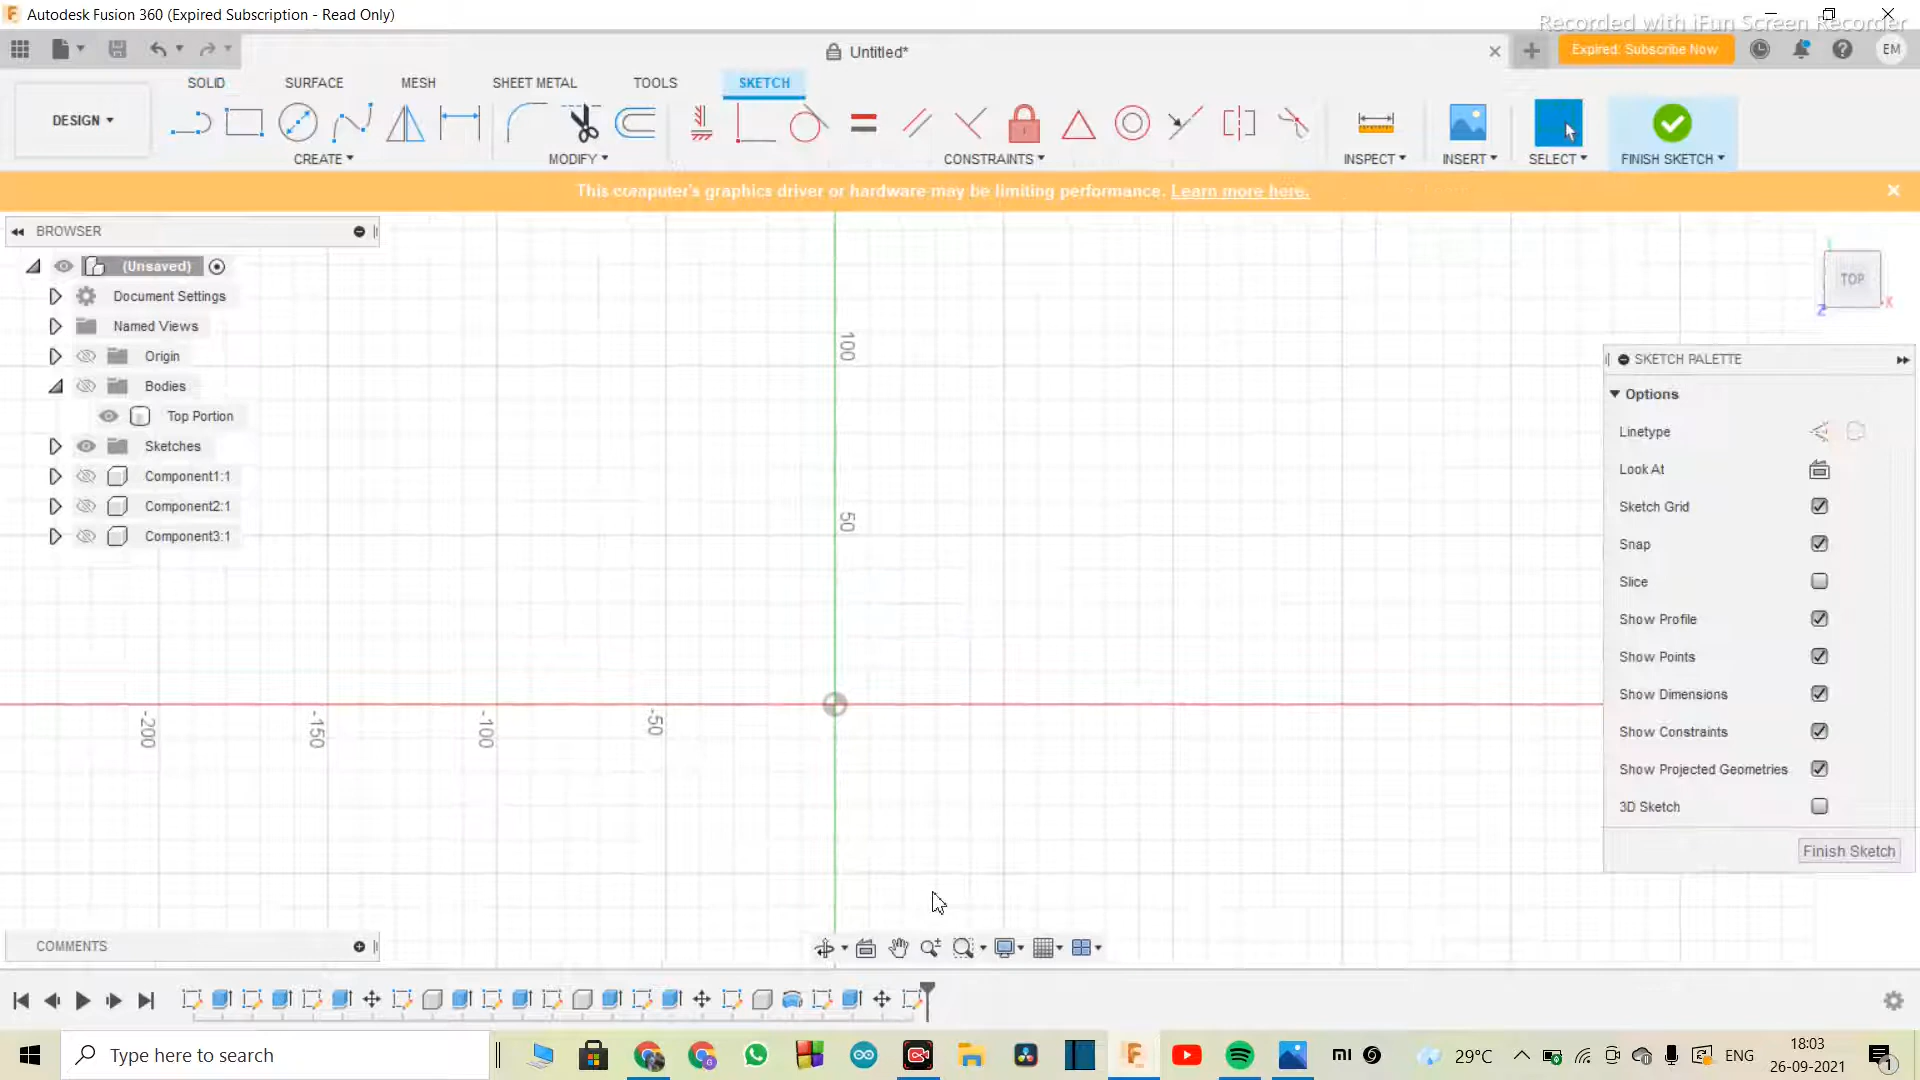 Autodesk Fusion 360 (Expired Subscription - Read Only)
Recorded with iFun Screen Recorder
Untitled*
Expired: Subscribe Now
EM
SOLID
SURFACE
MESH
SHEET METAL
TOOLS
SKETCH
DESIGN
CREATE
MODIFY
CONSTRAINTS
INSPECT
INSERT
SELECT
FINISH SKETCH
This computer's graphics driver or hardware may be limiting performance. Learn more here.
BROWSER
(Unsaved)
Document Settings
Named Views
Origin
Bodies
Top Portion
Sketches
Component1:1
Component2:1
Component3:1
100
50
-200
-150
-100
-50
TOP
X
Z
SKETCH PALETTE
Options
Linetype
Look At
Sketch Grid
Snap
Slice
Show Profile
Show Points
Show Dimensions
Show Constraints
Show Projected Geometries
3D Sketch
Finish Sketch
COMMENTS
Type here to search
mi
29°C
ENG
18:03
26-09-2021
1